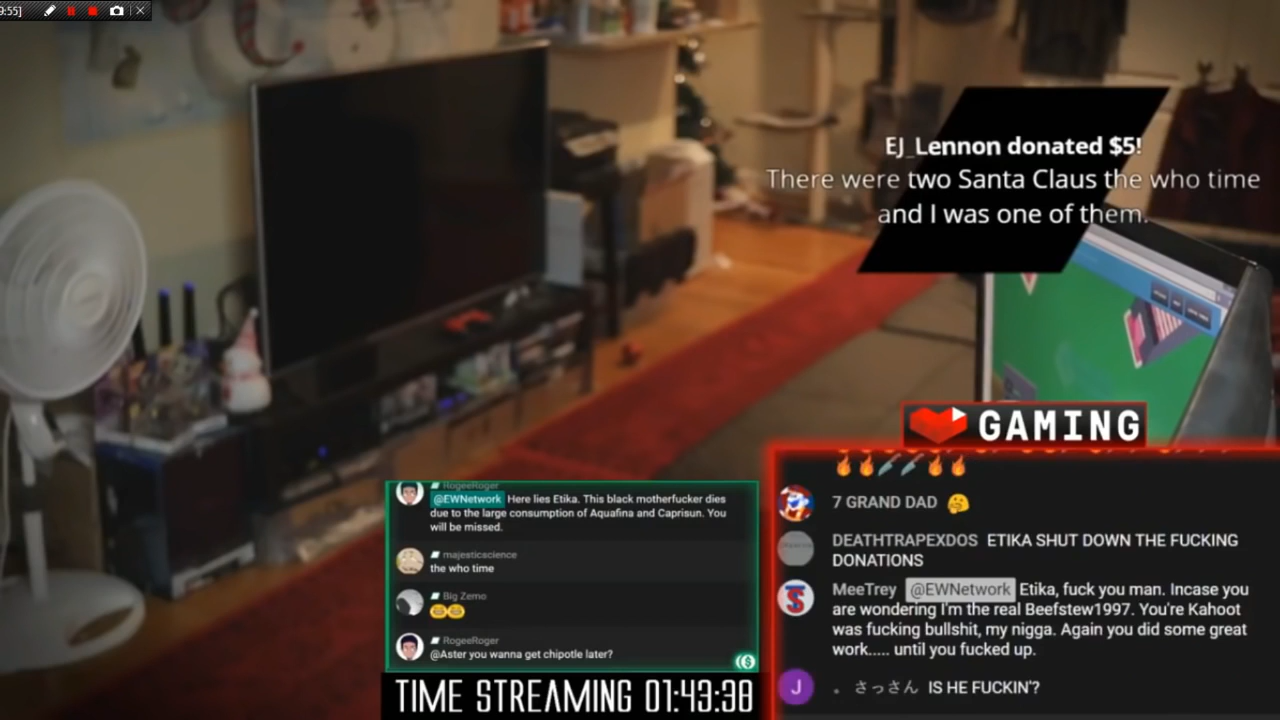 9:55]
EJ_Lennon donated $5!
There were two Santa Claus the who time
and I was one of them.
GAMING
RogeeRoger
@EWNetwork Here lies Etika. This black motherfucker dies
due to the large consumption of Aquafina and Caprisun. You
will be missed.
majesticscience
the who time
Big Zemo
RogeeRoger
@Aster you wanna get chipotle later?
TIME STREAMING 01:43:38
7 GRAND DAD
DEATHTRAPEXDOS ETIKA SHUT DOWN THE FUCKING
DONATIONS
MeeTrey @EWNetwork Etika, fuck you man. Incase you
are wondering I'm the real Beefstew1997. You're Kahoot
was fucking bullshit, my nigga. Again you did some great
work..... until you fucked up.
J
。 さっさん IS HE FUCKIN'?